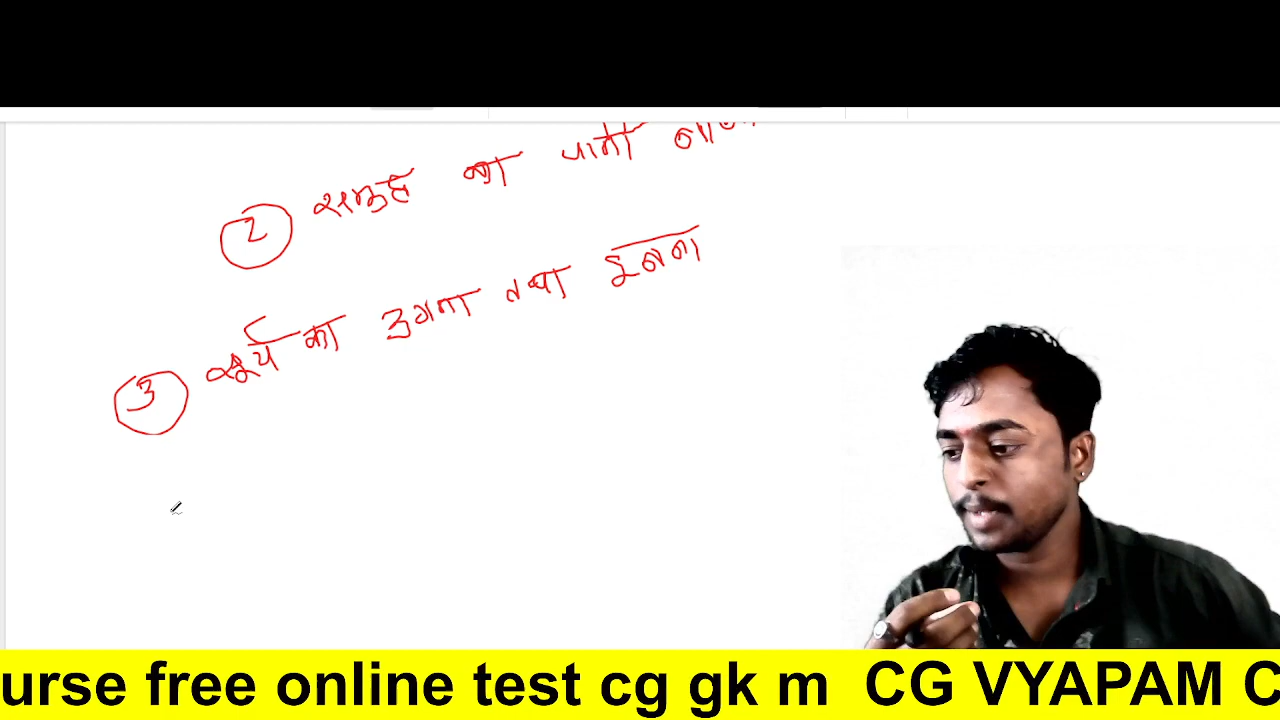 2 समुद्र का पानी
3 सूर्य का उगना तथा डूबना
urse free online test cg gk m CG VYAPAM C